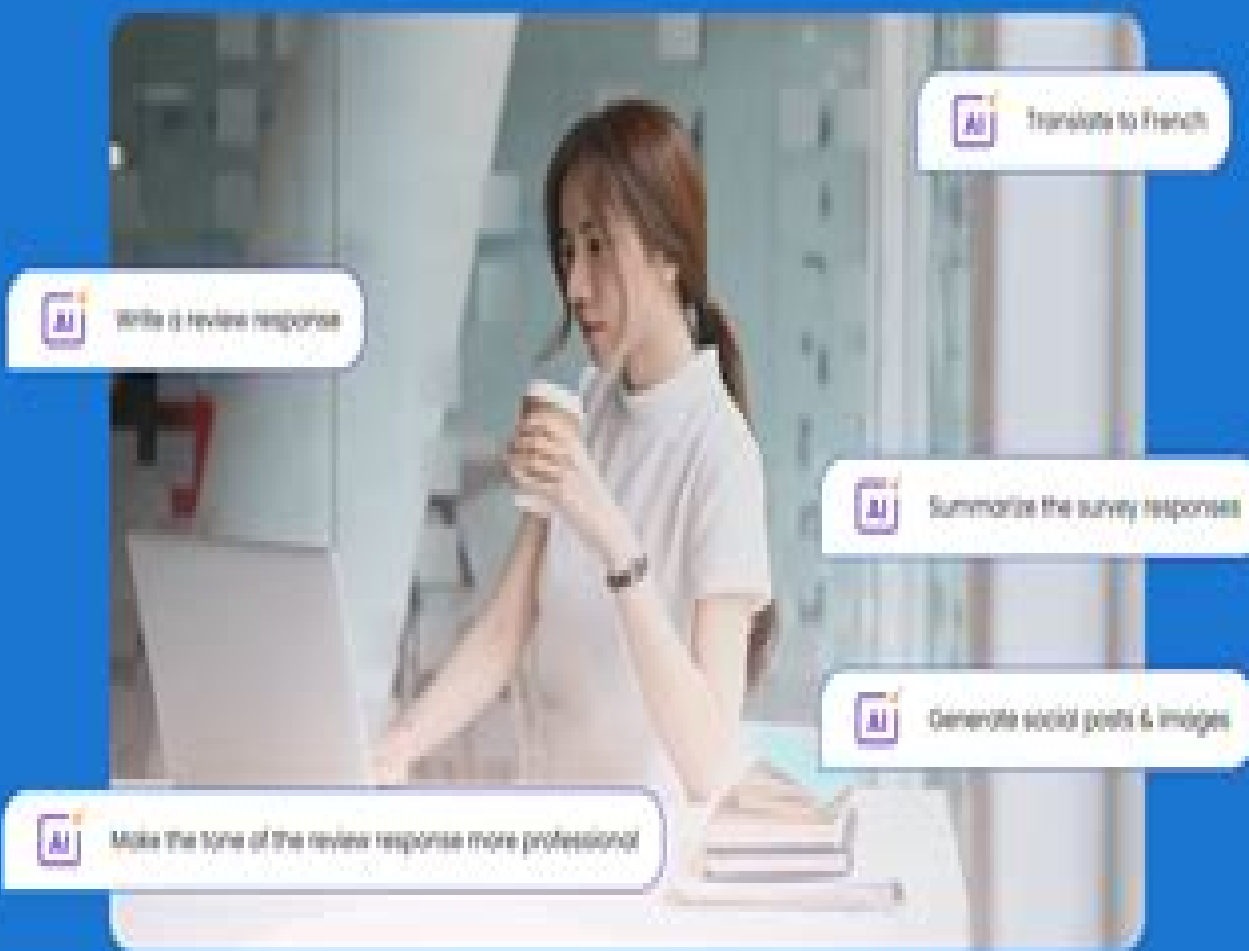 AI Translate to French
AI Write a review response
AI Summarize the survey responses
AI Generate social posts & images
AI Make the tone of the review response more professional